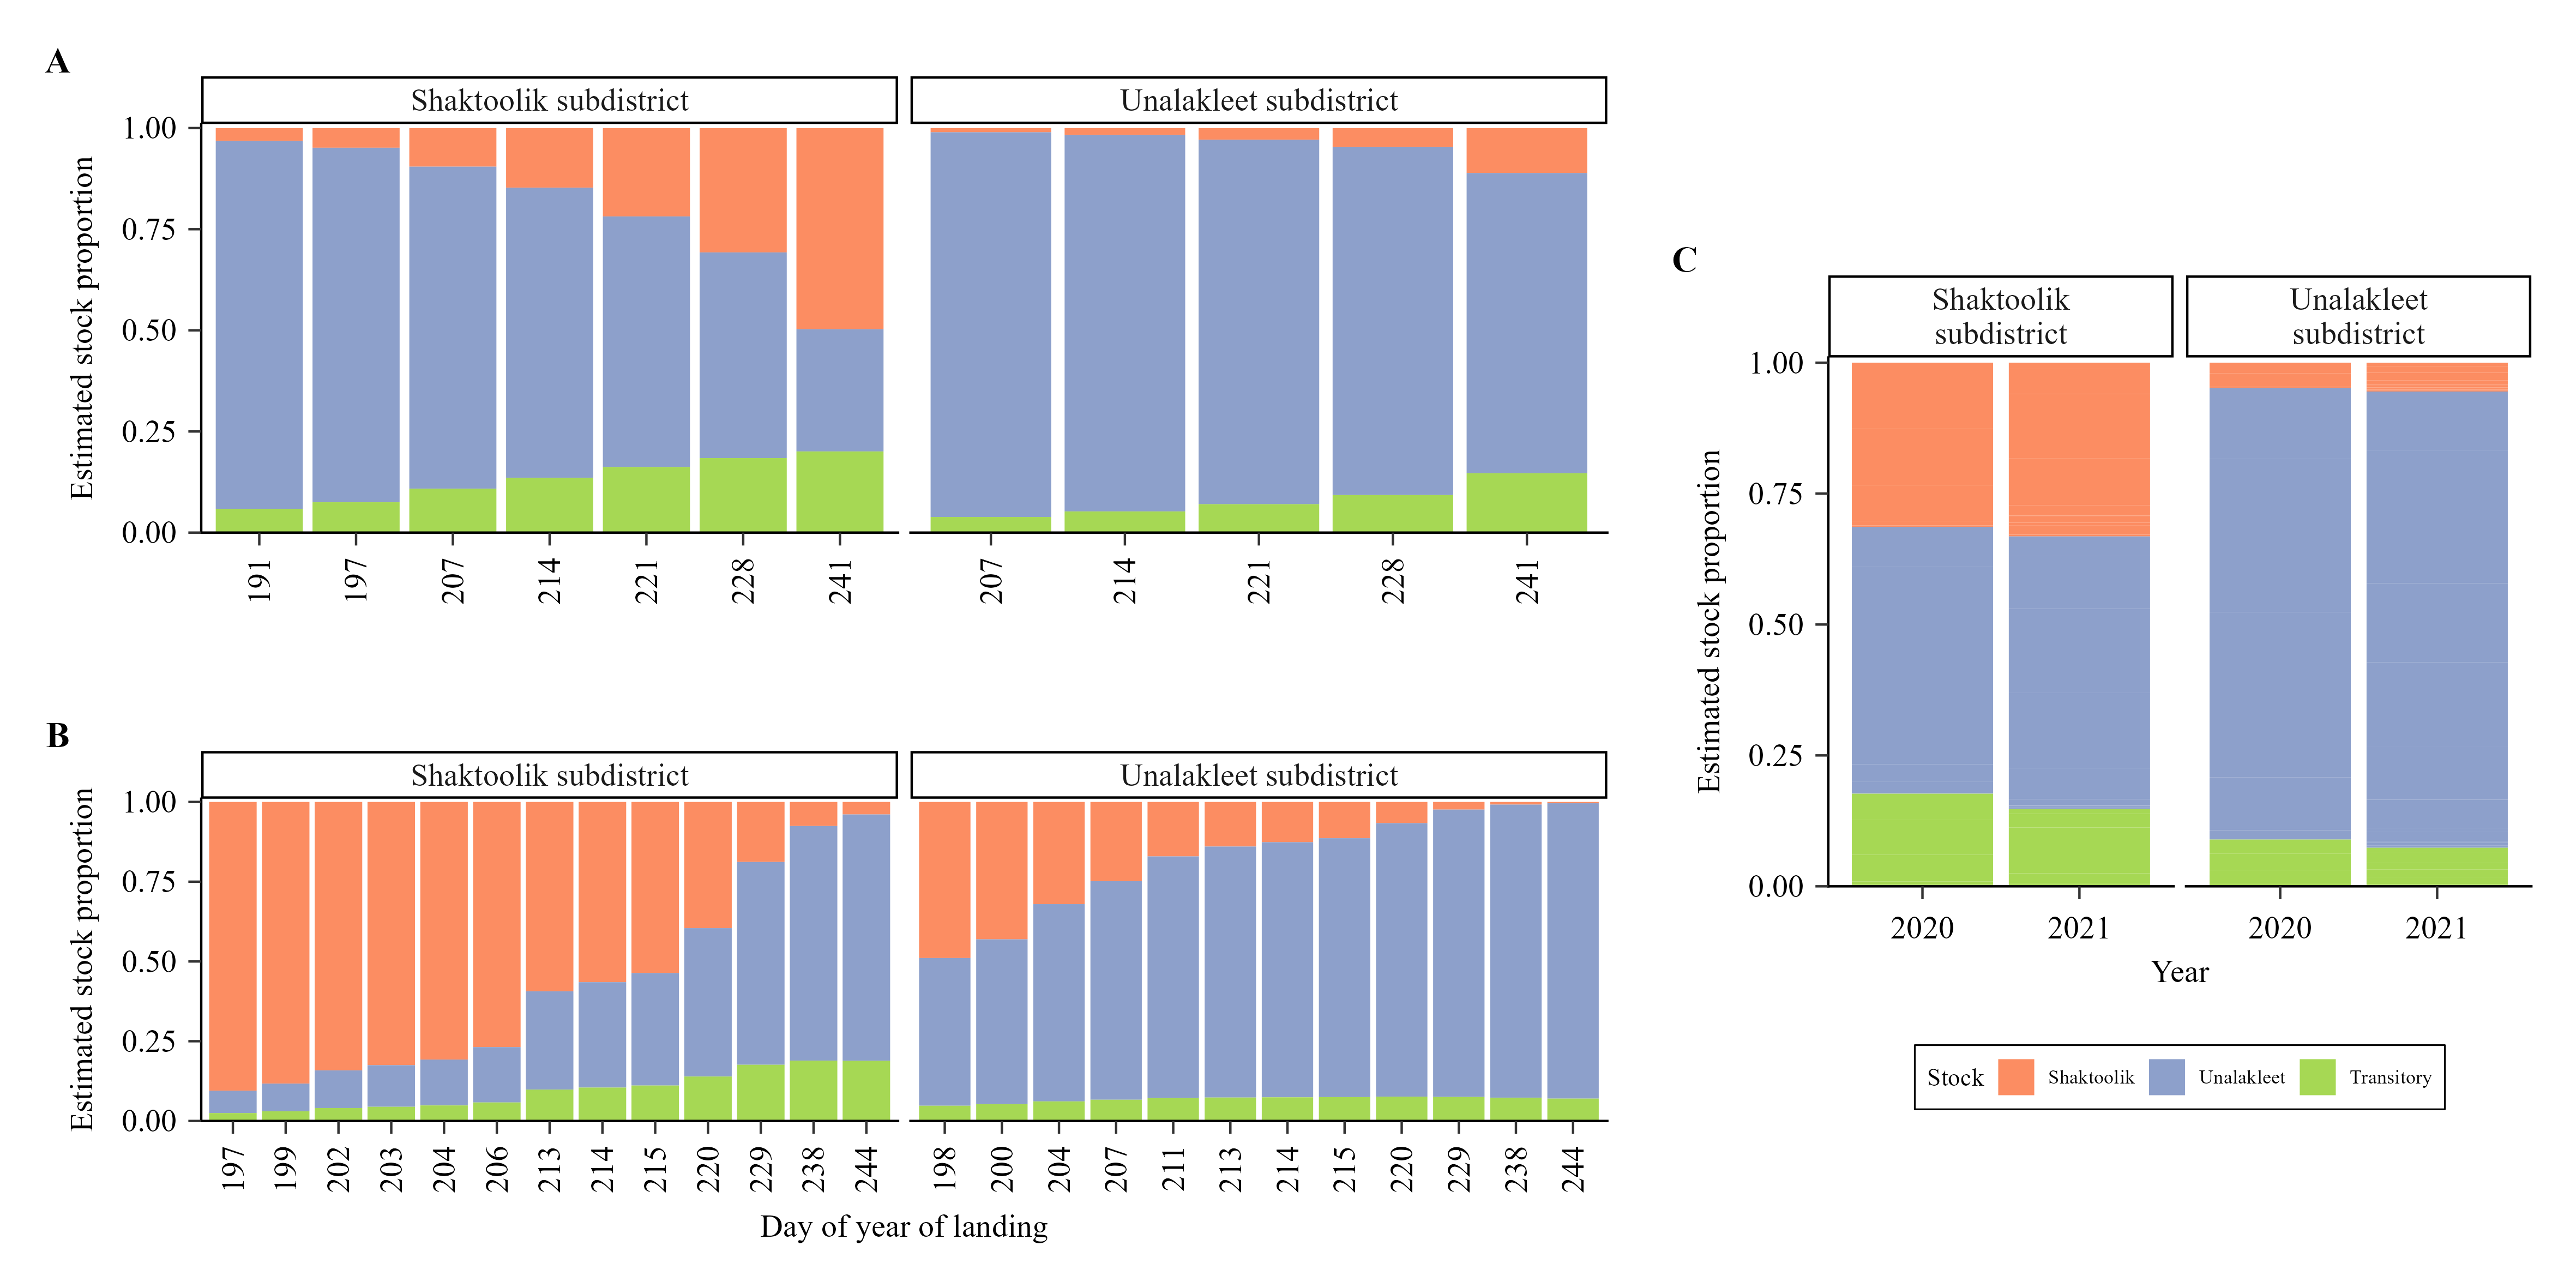 A
Shaktoolik subdistrict
Unalakleet subdistrict
Estimated stock proportion
1.00
0.75
0.50
0.25
0.00
191 197 207 214 221 228 241
207 214 221 228 241
B
Shaktoolik subdistrict
Unalakleet subdistrict
Estimated stock proportion
1.00
0.75
0.50
0.25
0.00
197 199 202 203 204 206 213 214 215 220 229 238 244
198 200 204 207 211 213 214 215 220 229 238 244
Day of year of landing
C
Shaktoolik
subdistrict
Unalakleet
subdistrict
Estimated stock proportion
1.00
0.75
0.50
0.25
0.00
2020 2021
2020 2021
Year
Stock Shaktoolik Unalakleet Transitory